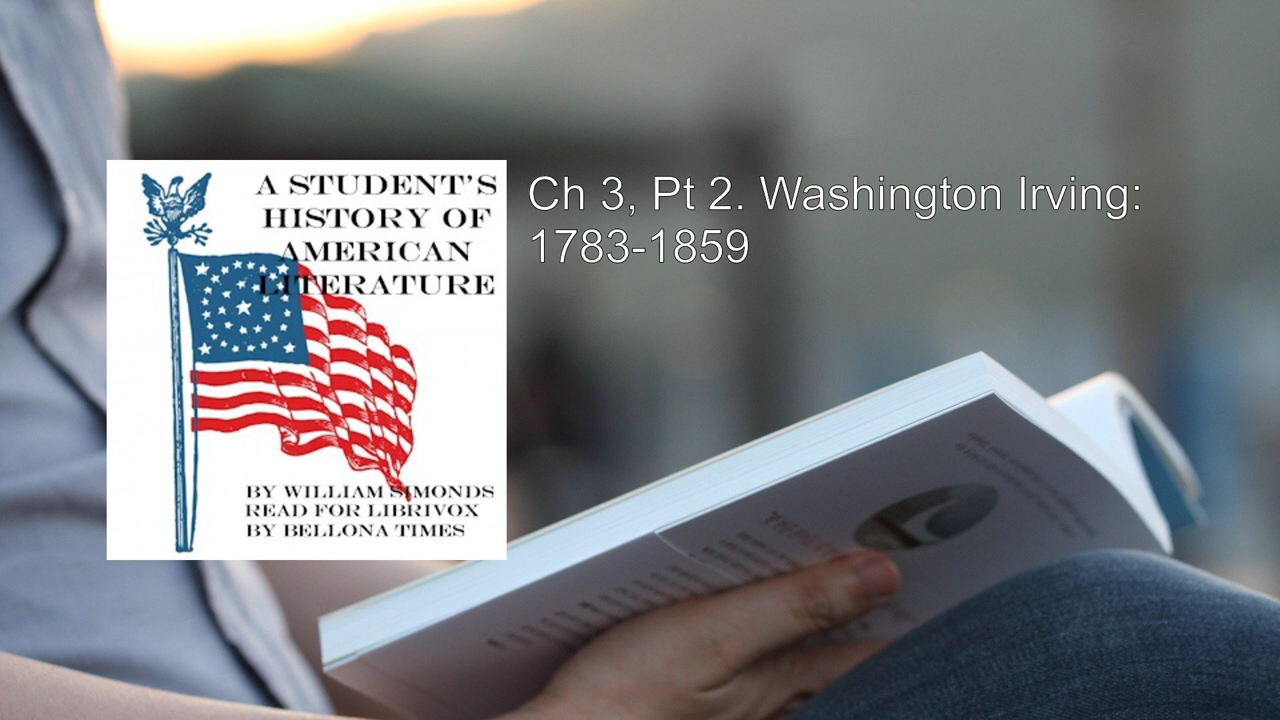 A STUDENT'S
HISTORY OF
AMERICAN
LITERATURE
BY WILLIAM SIMONDS
READ FOR LIBRIVOX
BY BELLONA TIMES
Ch 3, Pt 2. Washington Irving:
1783-1859